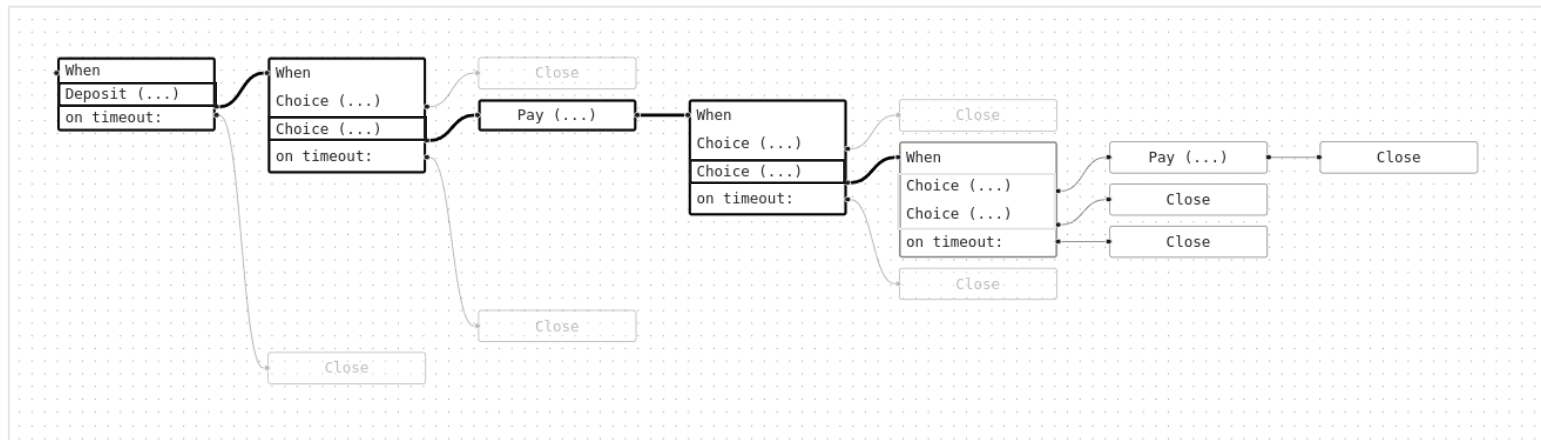 When
Deposit (...)
on timeout:
When
Choice (...)
Choice (...)
on timeout:
Close
Pay (...)
When
Choice (...)
Choice (...)
on timeout:
Close
When
Choice (...)
Choice (...)
on timeout:
Pay (...)
Close
Close
Close
Close
Close
Close